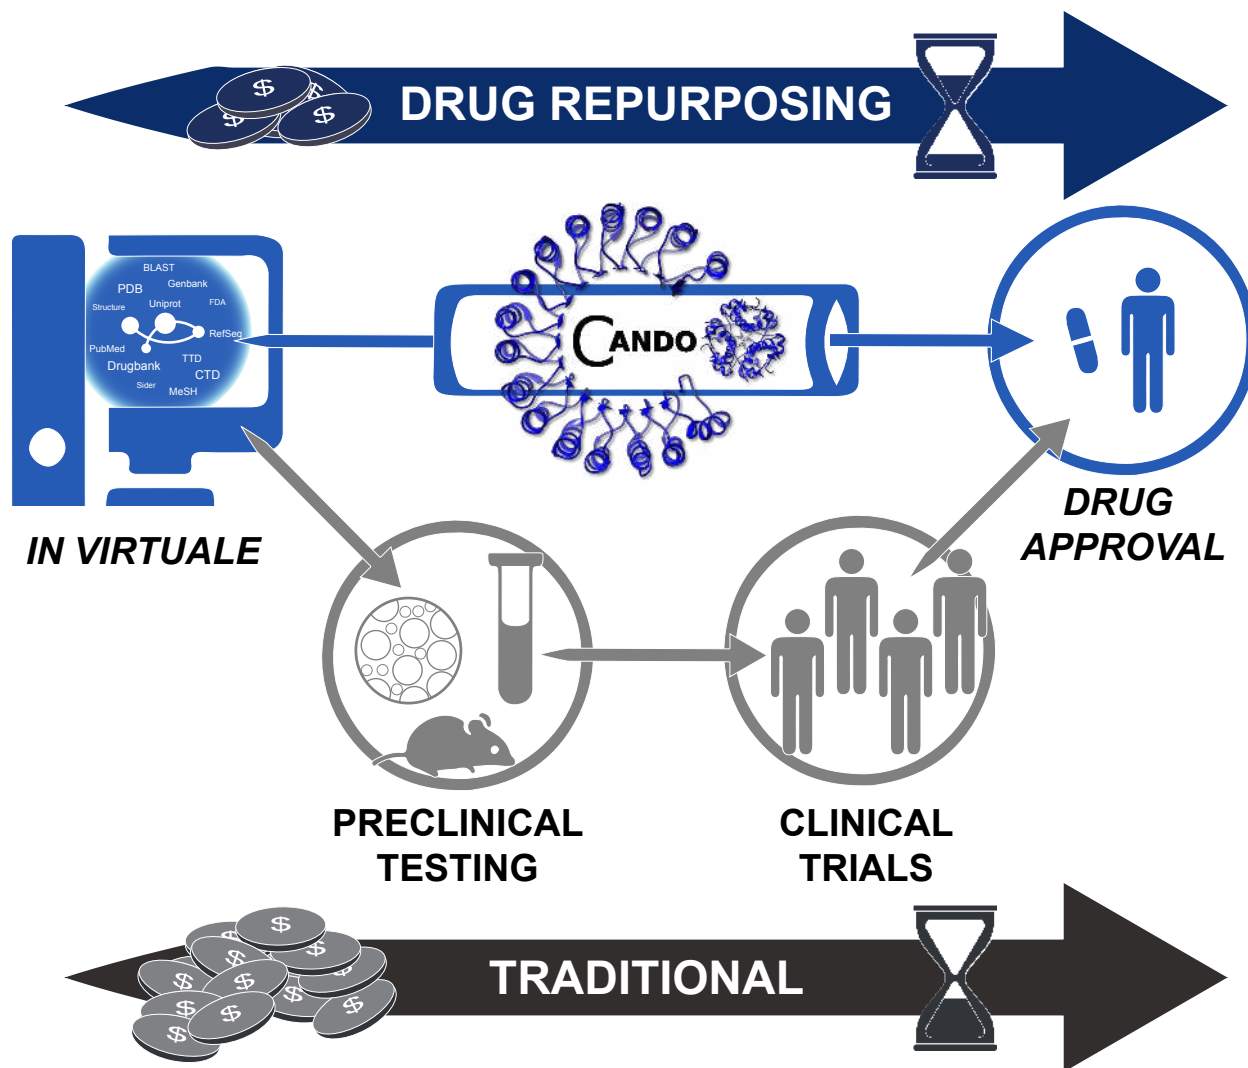 DRUG REPURPOSING
$ $ $
BLAST
PDB Genbank
Structure Uniprot FDA
RefSeq
PubMed
TTD
Drugbank
CTD
Sider
MeSH
CANDO
IN VIRTUALE
DRUG
APPROVAL
PRECLINICAL
TESTING
CLINICAL
TRIALS
TRADITIONAL
$ $ $ $ $ $ $ $ $ $ $